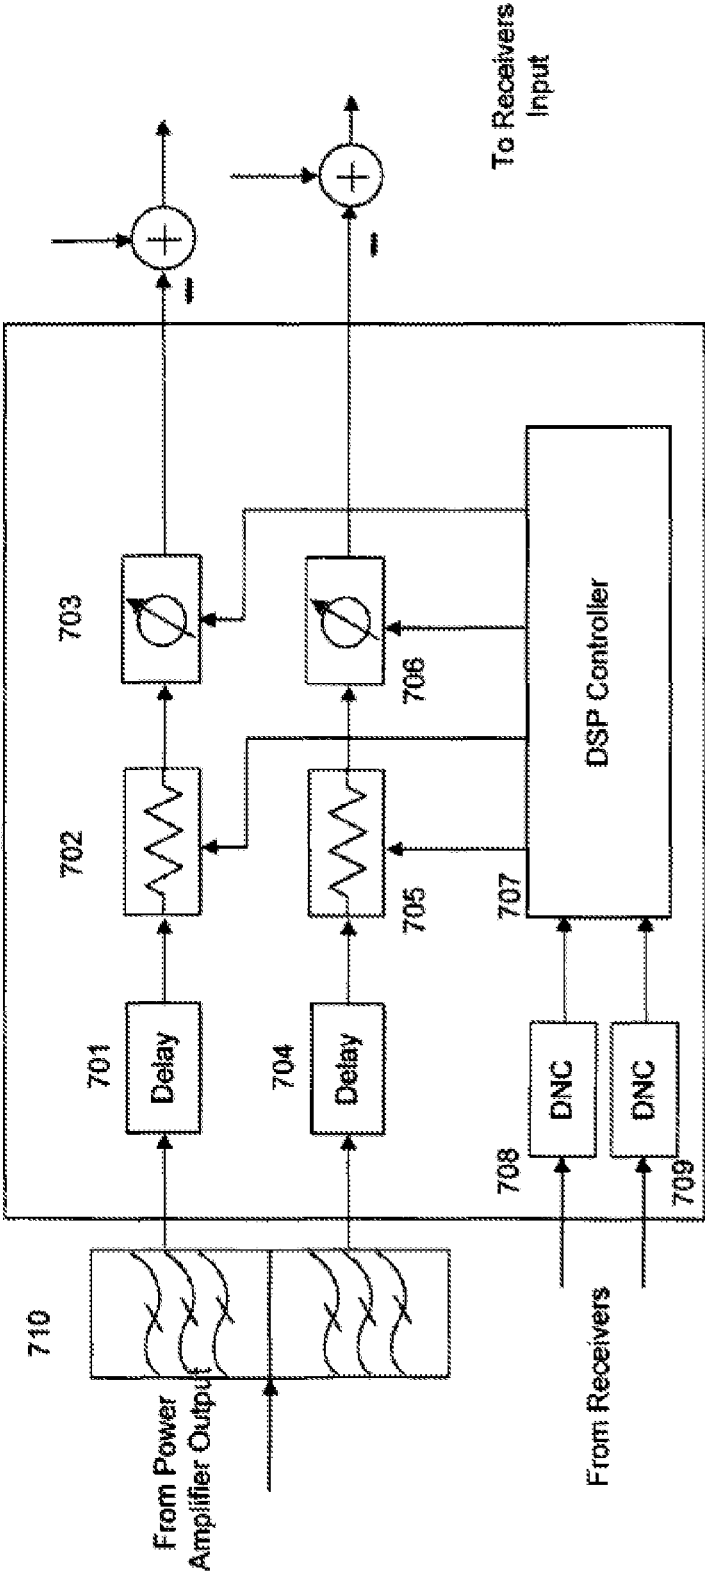 710
From Power
Amplifier Output
701
Delay
702
703
704
Delay
705
706
707
DSP Controller
708
DNC
709
DNC
From Receivers
To Receivers
Input